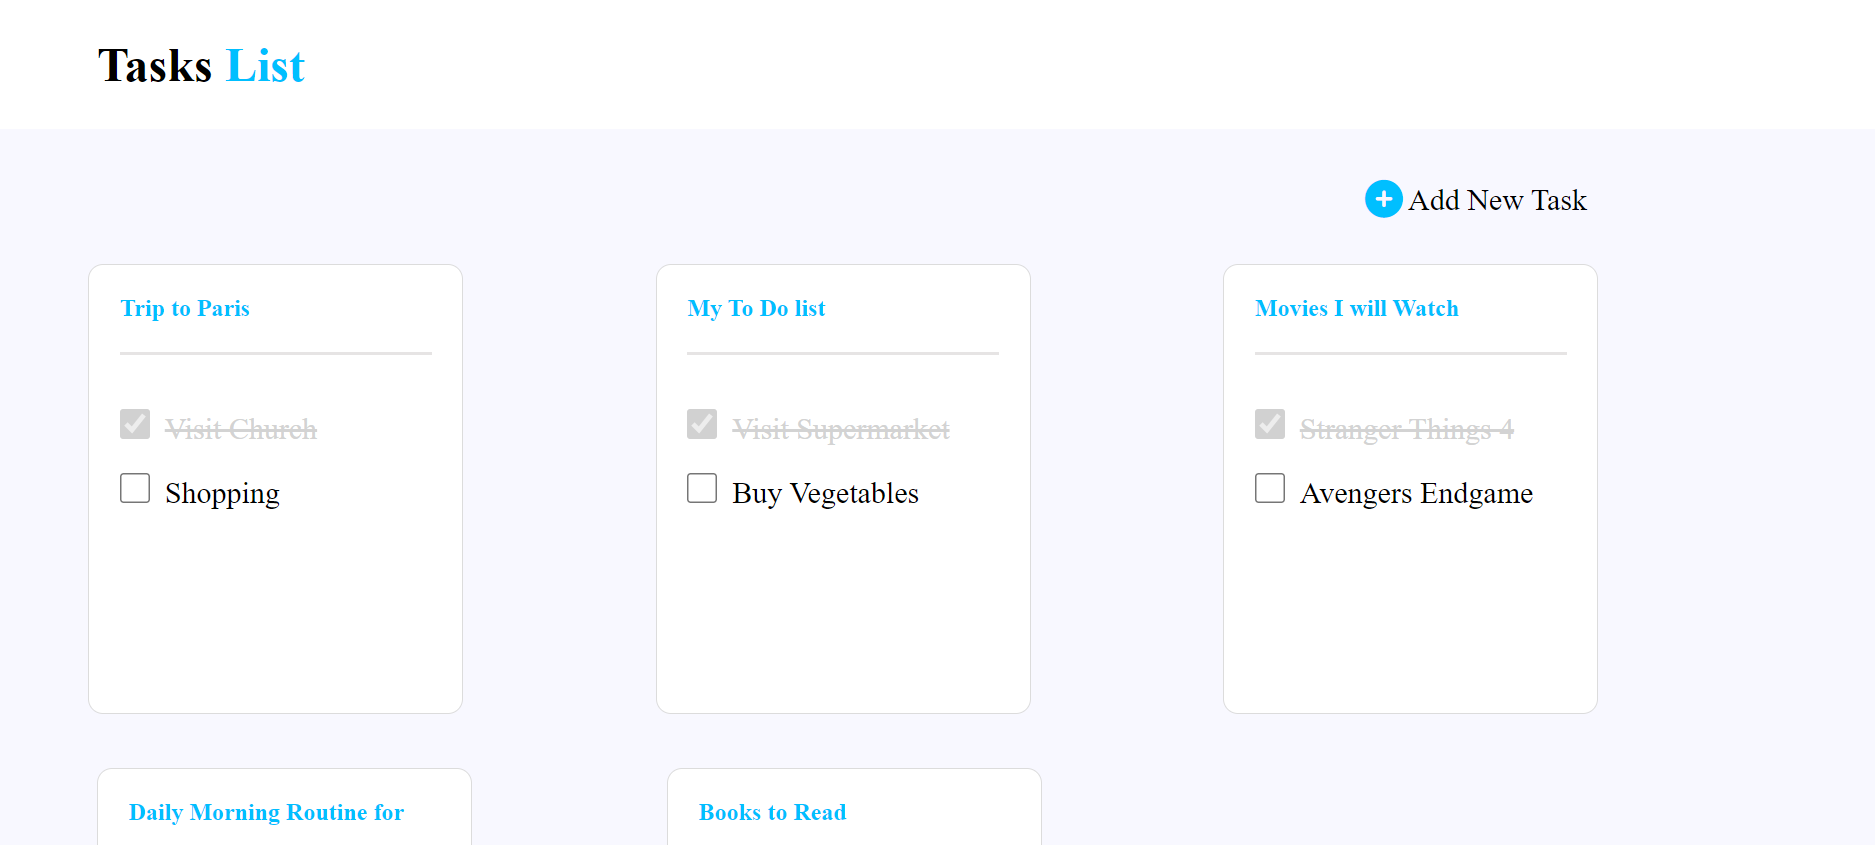 Tasks List
Add New Task
Trip to Paris
Visit Church
Shopping
My To Do list
Visit Supermarket
Buy Vegetables
Movies I will Watch
Stranger Things 4
Avengers Endgame
Daily Morning Routine for
Books to Read